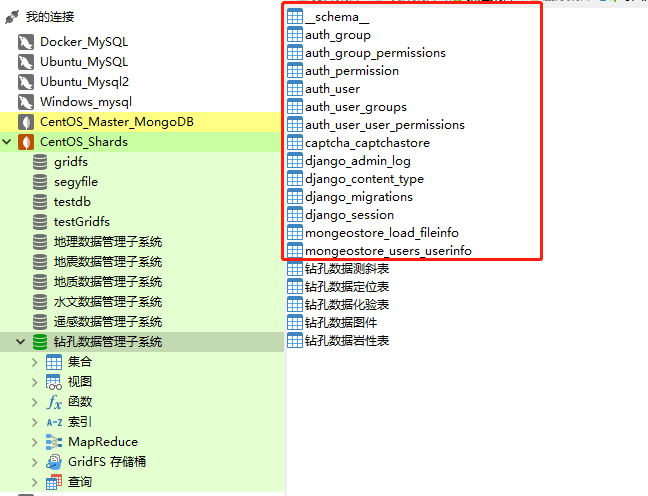 我的连接
Docker_MySQL
Ubuntu_MySQL
Ubuntu_Mysql2
Windows_mysql
CentOS_Master_MongoDB
CentOS_Shards
gridfs
segyfile
testdb
testGridfs
地理数据管理子系统
地震数据管理子系统
地质数据管理子系统
水文数据管理子系统
遥感数据管理子系统
钻孔数据管理子系统
集合
视图
fx 函数
A-Z 索引
MapReduce
GridFS 存储桶
查询
__schema__
auth_group
auth_group_permissions
auth_permission
auth_user
auth_user_groups
auth_user_user_permissions
captcha_captchastore
django_admin_log
django_content_type
django_migrations
django_session
mongeostore_load_fileinfo
mongeostore_users_userinfo
钻孔数据测斜表
钻孔数据定位表
钻孔数据化验表
钻孔数据图件
钻孔数据岩性表